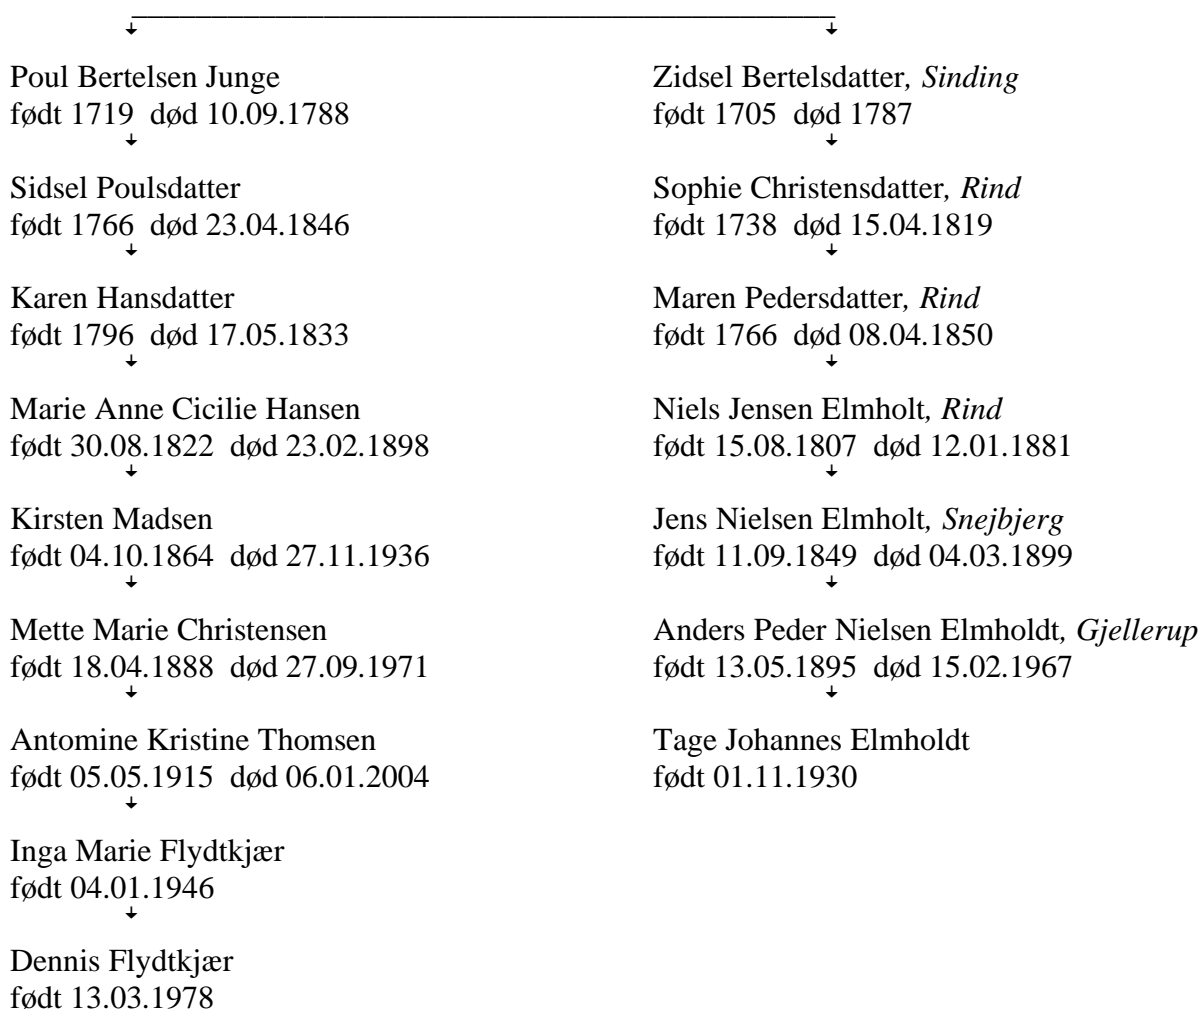 Poul Bertelsen Junge
født 1719 død 10.09.1788
Sidsel Poulsdatter
født 1766 død 23.04.1846
Karen Hansdatter
født 1796 død 17.05.1833
Marie Anne Cicilie Hansen
født 30.08.1822 død 23.02.1898
Kirsten Madsen
født 04.10.1864 død 27.11.1936
Mette Marie Christensen
født 18.04.1888 død 27.09.1971
Antomine Kristine Thomsen
født 05.05.1915 død 06.01.2004
Inga Marie Flydtkjær
født 04.01.1946
Dennis Flydtkjær
født 13.03.1978
Zidsel Bertelsdatter, Sinding
født 1705 død 1787
Sophie Christensdatter, Rind
født 1738 død 15.04.1819
Maren Pedersdatter, Rind
født 1766 død 08.04.1850
Niels Jensen Elmholt, Rind
født 15.08.1807 død 12.01.1881
Jens Nielsen Elmholt, Snejbjerg
født 11.09.1849 død 04.03.1899
Anders Peder Nielsen Elmholdt, Gjellerup
født 13.05.1895 død 15.02.1967
Tage Johannes Elmholdt
født 01.11.1930